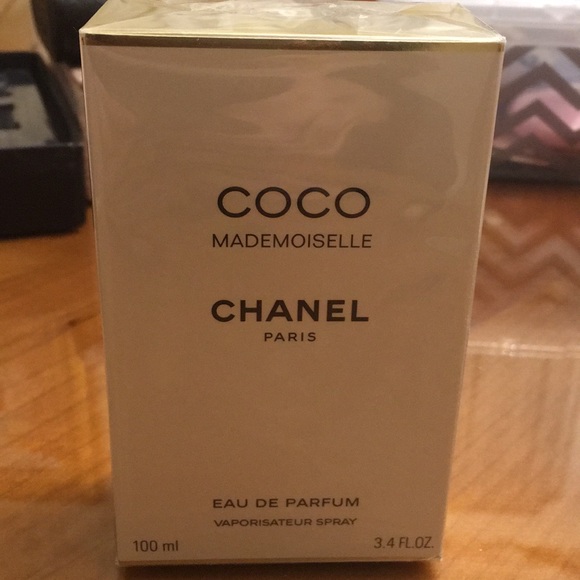 COCO
MADEMOISELLE
CHANEL
PARIS
EAU DE PARFUM
VAPORISATEUR SPRAY
100 ml 3.4 FL.OZ.